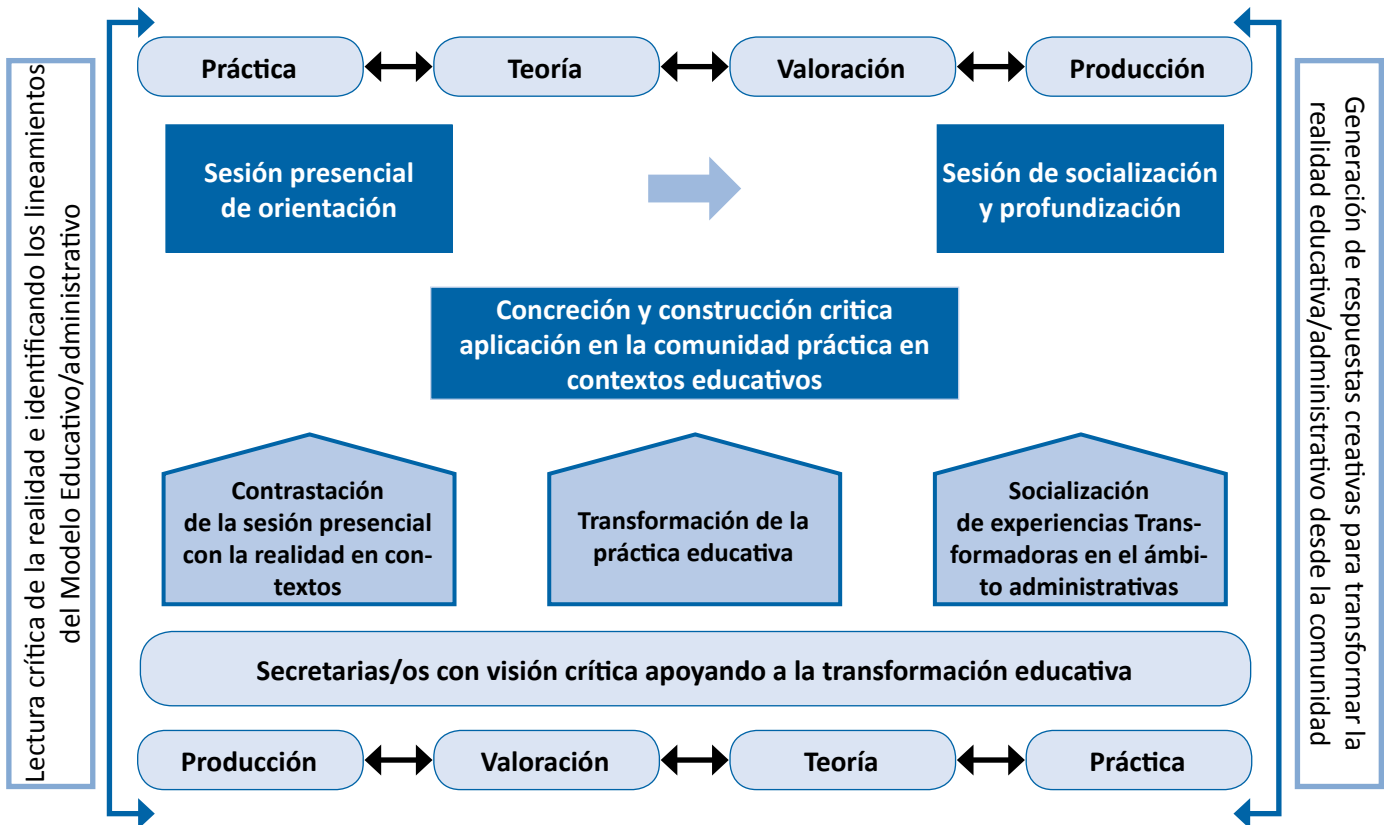 Lectura crítica de la realidad e identificando los lineamientos
del Modelo Educativo/administrativo
Práctica
Teoría
Valoración
Producción
Sesión presencial
de orientación
Sesión de socialización
y profundización
Concreción y construcción critica
aplicación en la comunidad práctica en
contextos educativos
Contrastación
de la sesión presencial
con la realidad en con-
textos
Transformación de la
práctica educativa
Socialización
de experiencias Trans-
formadoras en el ámbi-
to administrativas
Secretarias/os con visión crítica apoyando a la transformación educativa
Producción
Valoración
Teoría
Práctica
Generación de respuestas creativas para transformar la
realidad educativa/administrativo desde la comunidad